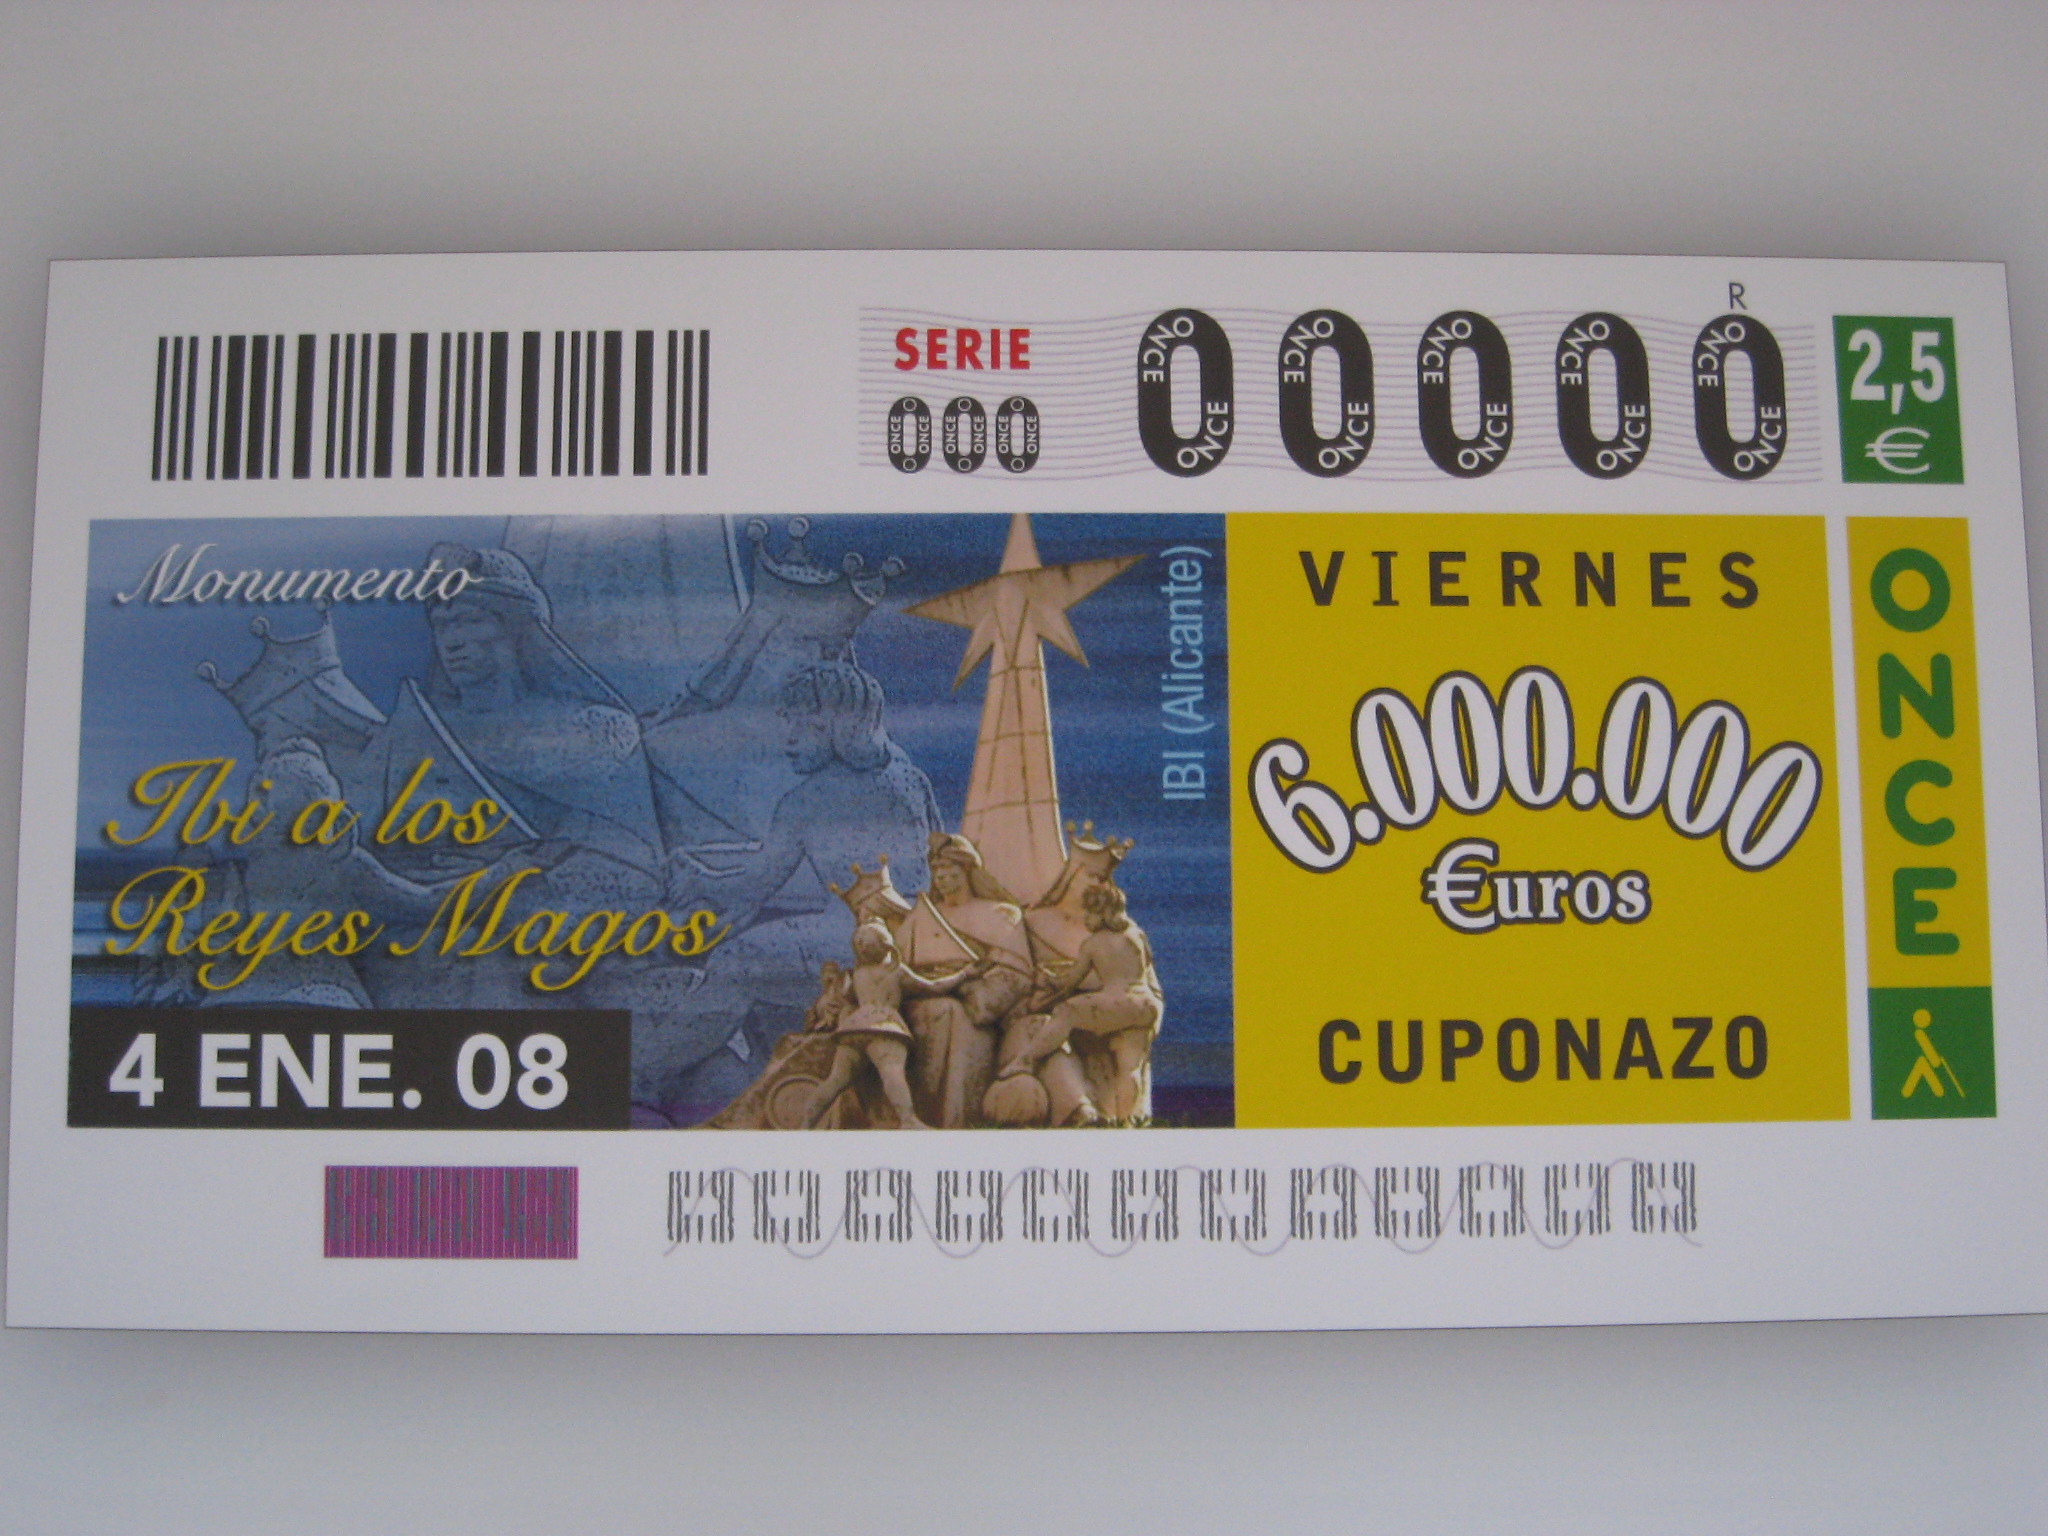 R
SERIE
000
00000
2,5
€
Monumento
Ibi a los
Reyes Magos
IBI (Alicante)
4 ENE. 08
VIERNES
6.000.000
€uros
CUPONAZO
ONCE